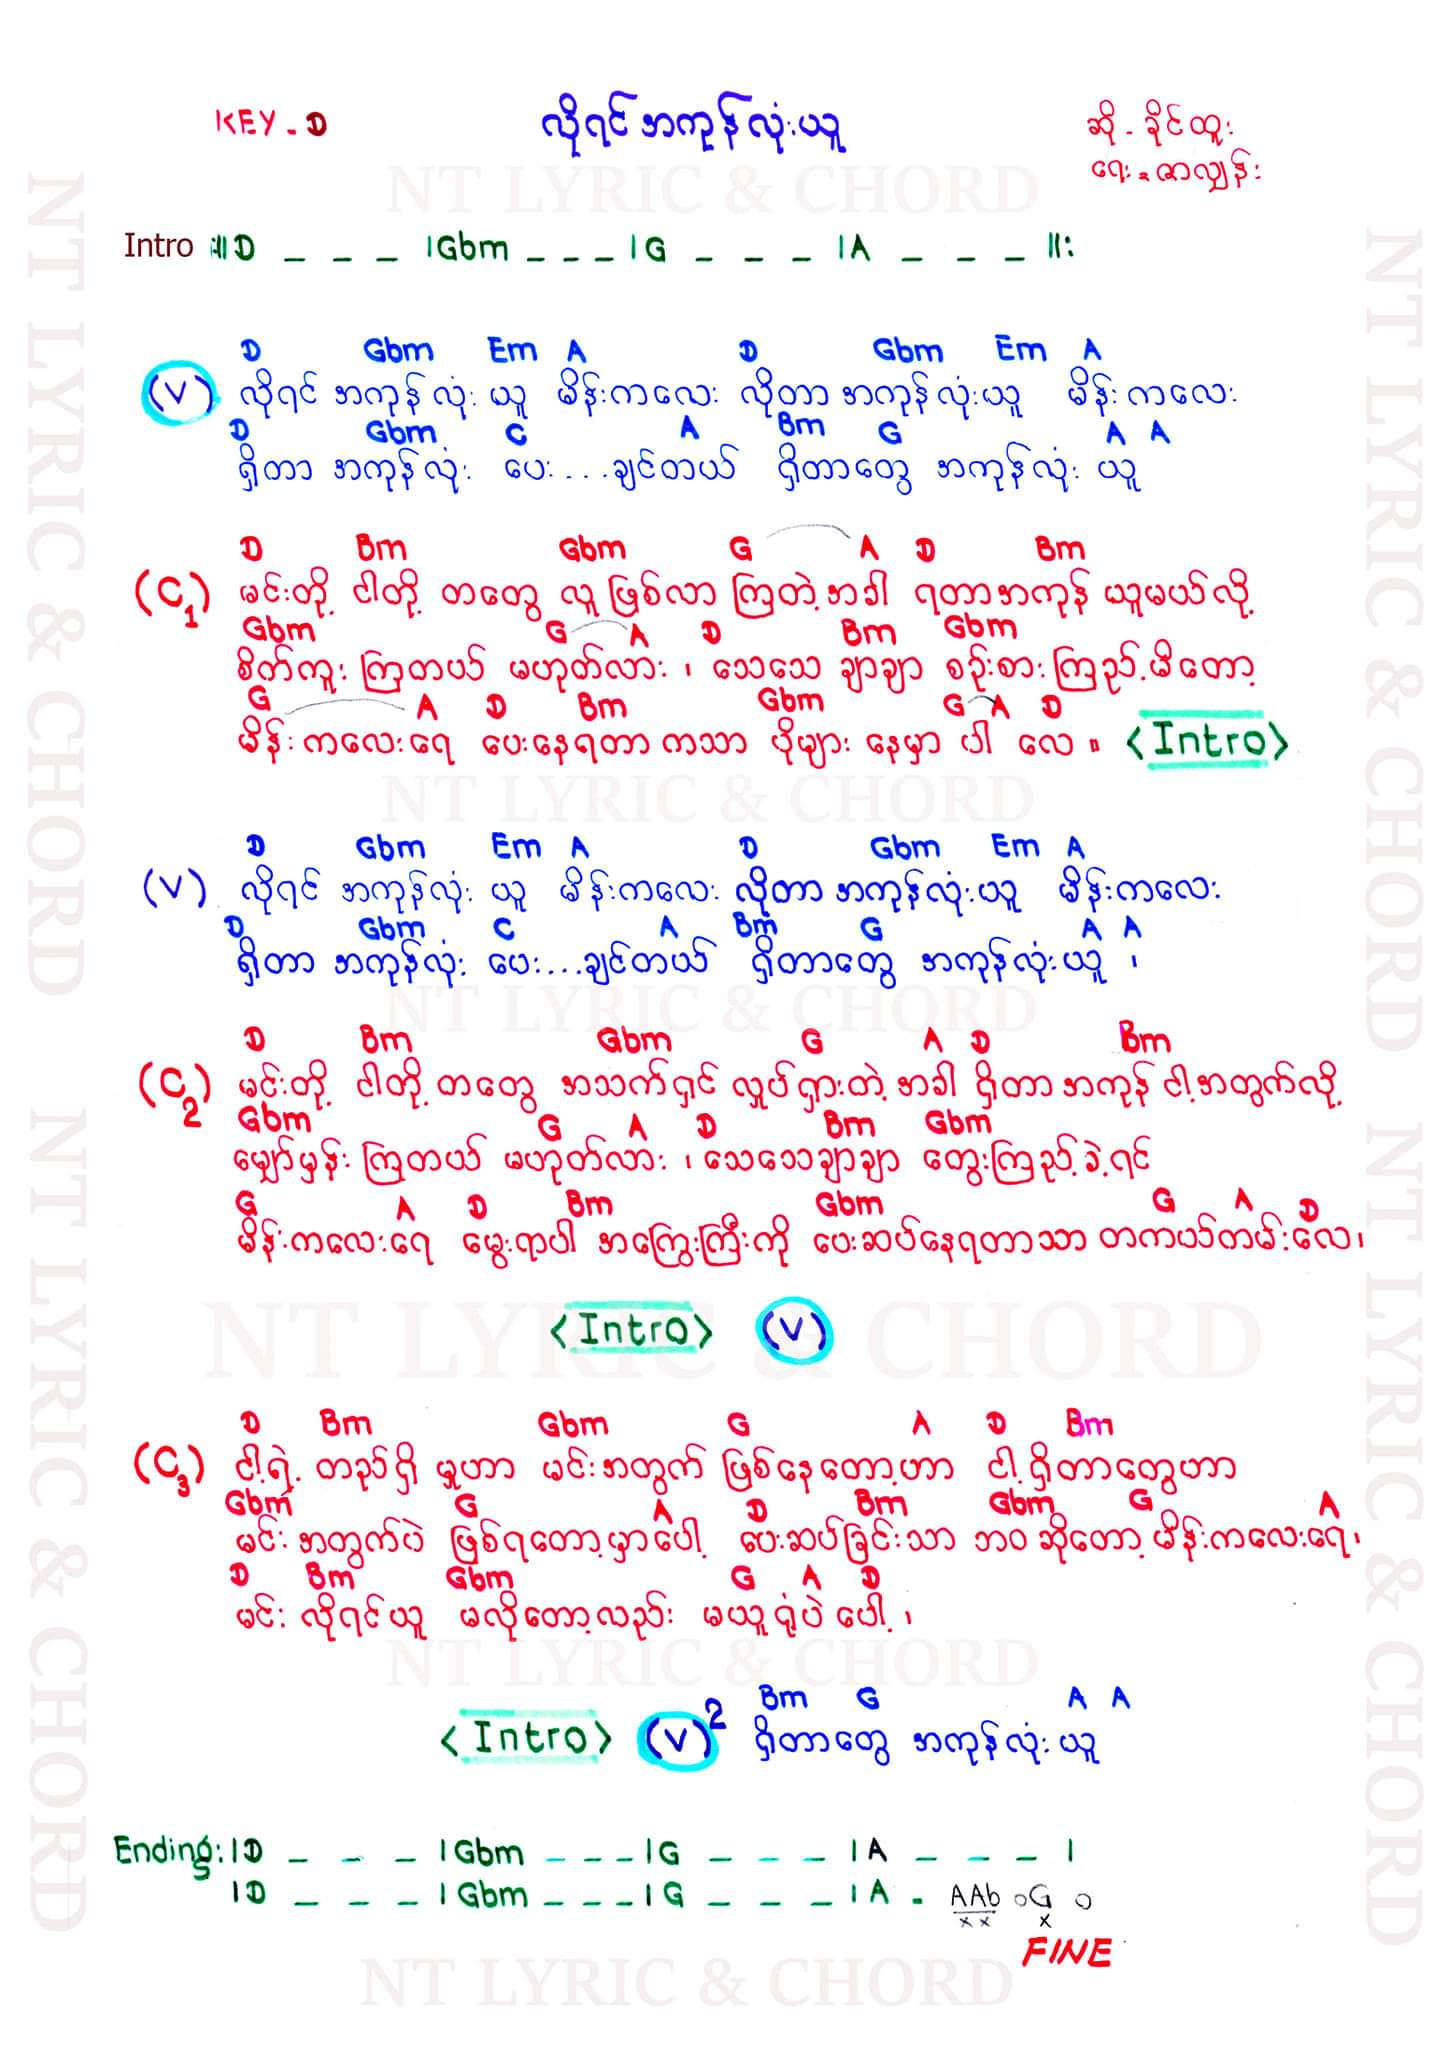 KEY - D
လိုရင်အကုန်လုံးယူ
ဆို - ခိုင်ထူး
ရေး = ဇာလျှန်း
NT LYRIC & CHORD
Intro :||D _ _ _ |Gbm _ _ _ |G _ _ _ |A _ _ _ ||:
D Gbm Em A D Gbm Em A
(V) လိုရင် အကုန်လုံး ယူ မိန်းကလေး လိုတာ အကုန်လုံးယူ မိန်းကလေး
D Gbm C A Bm G A A
ရှိတာ အကုန်လုံး ပေး...ချင်တယ် ရှိတာတွေ အကုန်လုံး ယူ
D Bm Gbm G A D Bm
(C1) မင်းတို့ ငါတို့ တတွေ လူဖြစ်လာ ကြတဲ့အခါ ရတာအကုန် ယူမယ်လို့
Gbm G A D Bm Gbm
စိတ်ကူး ကြတယ် မဟုတ်လား ၊ သေသေ ချာချာ စဉ်းစားကြည့်မိတော့
G A D Bm Gbm G A D
မိန်းကလေးရေ ပေးနေရတာ ကသာ ပိုများ နေမှာ ပါ လေ ။ <Intro>
NT LYRIC & CHORD
D Gbm Em A D Gbm Em A
(V) လိုရင် အကုန်လုံး ယူ မိန်းကလေး လိုတာ အကုန်လုံးယူ မိန်းကလေး
D Gbm C A Bm G A A
ရှိတာ အကုန်လုံး ပေး...ချင်တယ် ရှိတာတွေ အကုန်လုံးယူ ၊
NT LYRIC & CHORD
D Bm Gbm G A D Bm
(C2) မင်းတို့ ငါတို့ တတွေ အသက်ရှင် လှုပ်ရှားတဲ့ အခါ ရှိတာ အကုန် ငါ့အတွက်လို့
Gbm G A D Bm Gbm
မျှော်မှန်း ကြတယ် မဟုတ်လား ၊ သေသေချာချာ တွေးကြည့်ခဲ့ရင်
G A D Bm Gbm G A D
မိန်းကလေးရေ မွေးရာပါ အကြွေးကြီးကို ပေးဆပ်နေရတာသာ တကယ်တမ်းလေ၊
<Intro> (V)
NT LYRIC & CHORD
D Bm Gbm G A D Bm
(C3) ငါ့ရဲ့ တည်ရှိ မှုဟာ မင်းအတွက် ဖြစ်နေတော့ဟာ ငါ့ ရှိတာတွေဟာ
Gbm G A D Bm Gbm G A
မင်း အတွက်ပဲ ဖြစ်ရတော့မှာပေါ့ ပေးဆပ်ခြင်းသာ ဘဝ ဆိုတော့ မိန်းကလေးရေ၊
D Bm Gbm G A D
မင်း လိုရင်ယူ မလိုတော့လည်း မယူရုံပဲ ပေါ့ ၊
NT LYRIC & CHORD
Bm G A A
<Intro> (V)2 ရှိတာတွေ အကုန်လုံး ယူ
Ending: |D _ _ _ |Gbm _ _ _ |G _ _ _ |A _ _ _ |
|D _ _ _ |Gbm _ _ _ |G _ _ _ |A - AAb oG o
x x x
FINE
NT LYRIC & CHORD
NT LYRIC & CHORD
NT LYRIC & CHORD
NT LYRIC & CHORD
NT LYRIC & CHORD